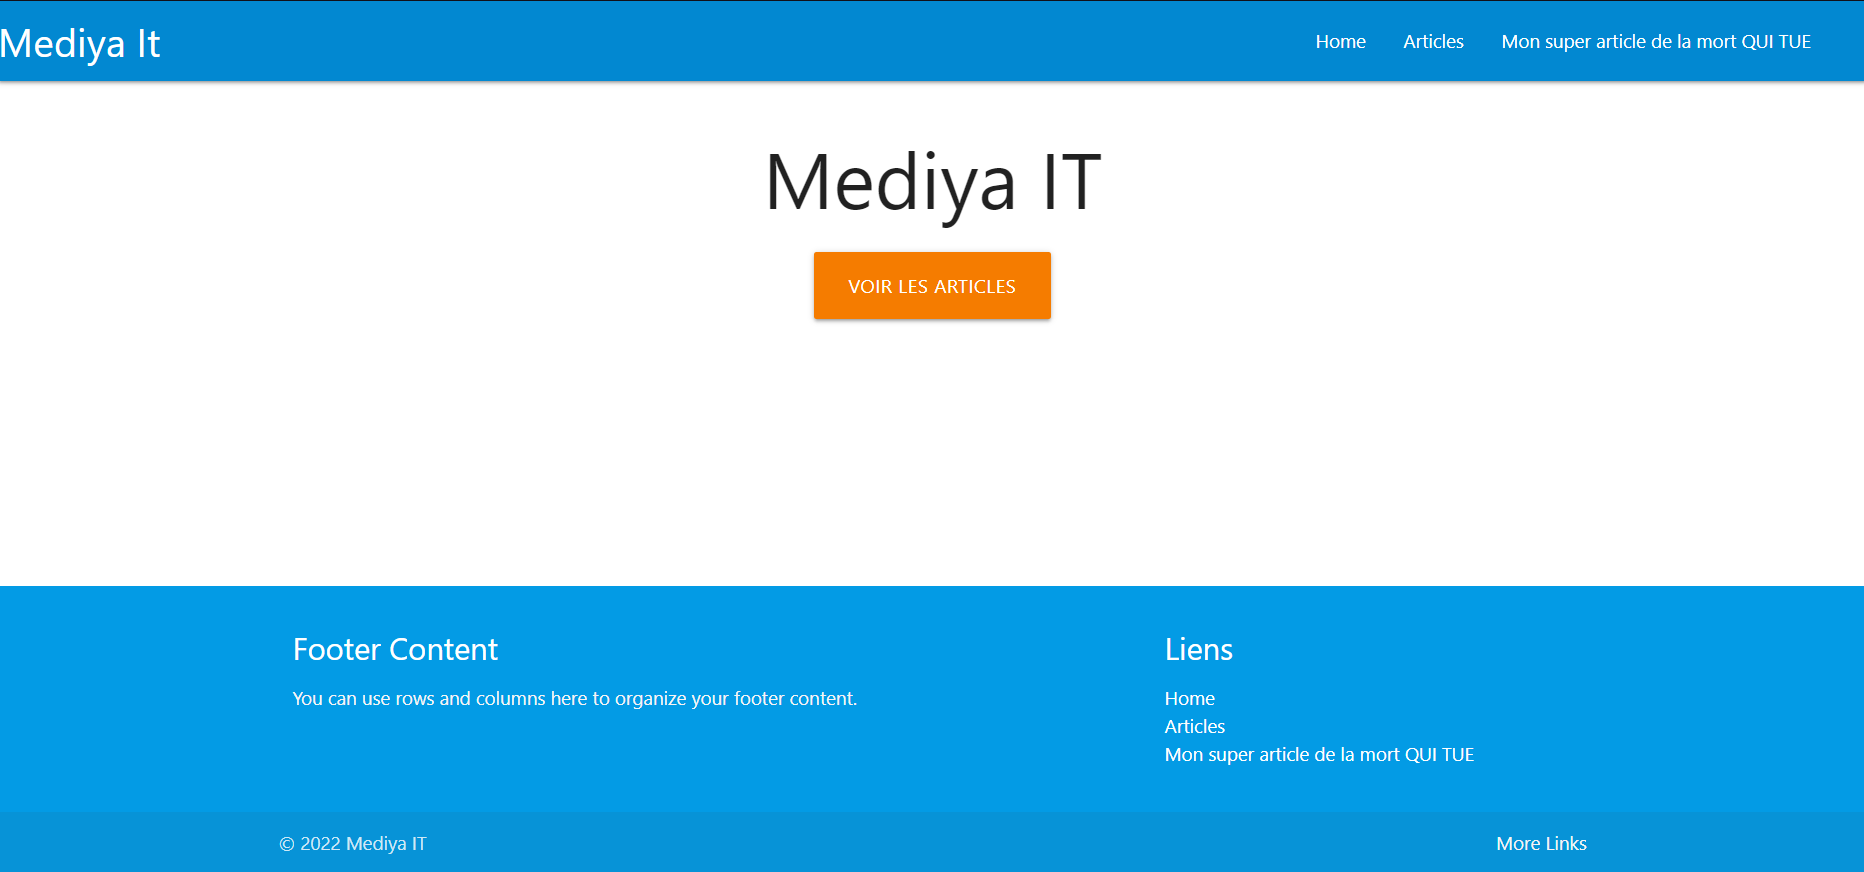 Mediya It
Home
Articles
Mon super article de la mort QUI TUE
Mediya IT
VOIR LES ARTICLES
Footer Content
You can use rows and columns here to organize your footer content.
Liens
Home
Articles
Mon super article de la mort QUI TUE
© 2022 Mediya IT
More Links